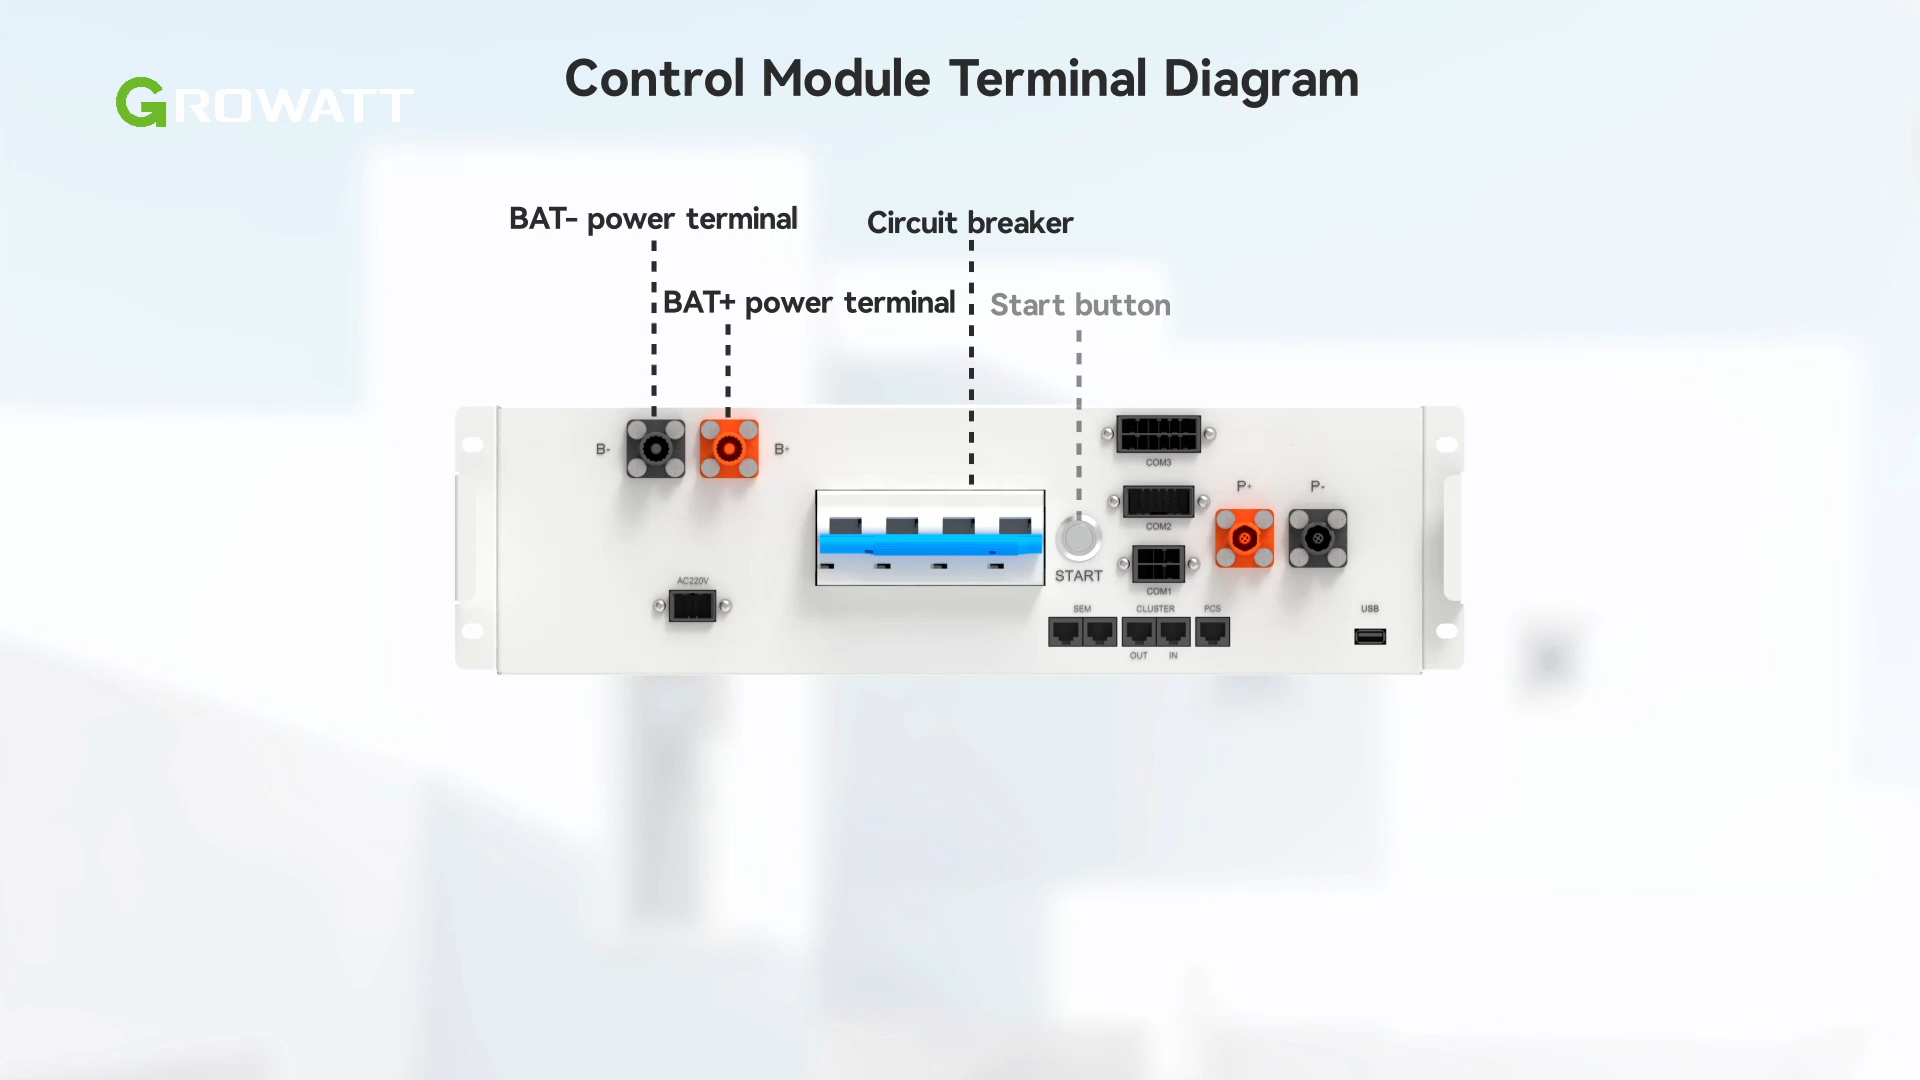 Control Module Terminal Diagram
GROWATT
BAT- power terminal
Circuit breaker
BAT+ power terminal
Start button
B-
B+
COM3
P+
P-
COM2
START
AC220V
COM1
SEM
CLUSTER
PCS
USB
OUT
IN